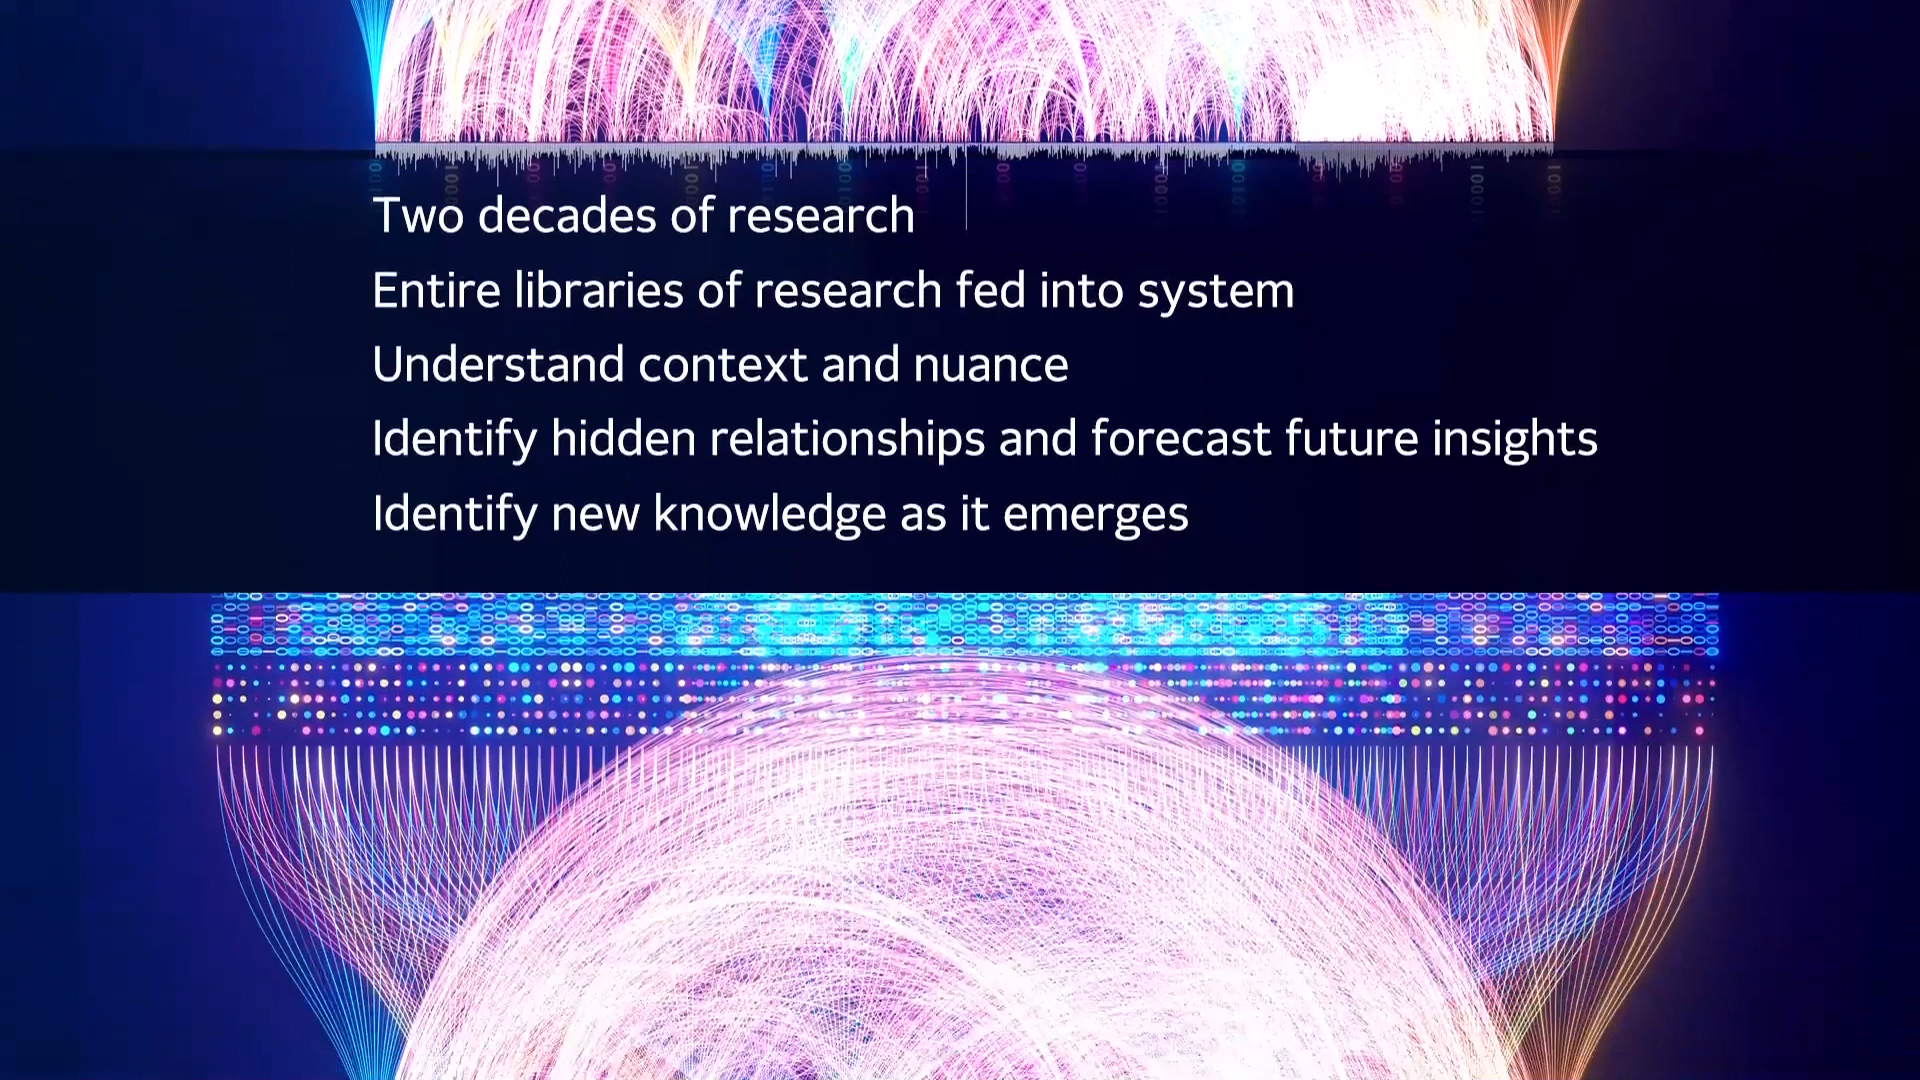 Two decades of research
Entire libraries of research fed into system
Understand context and nuance
Identify hidden relationships and forecast future insights
Identify new knowledge as it emerges